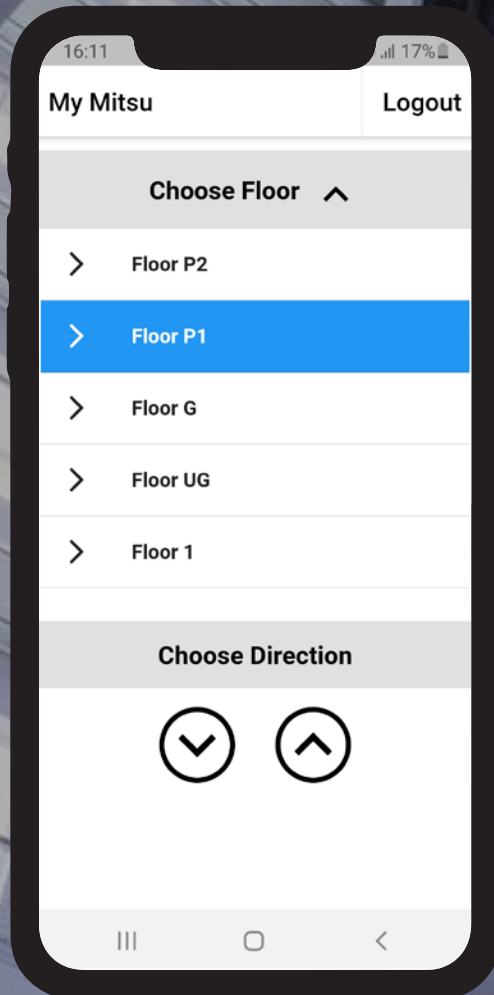 16:11 17%
My Mitsu Logout
Choose Floor
Floor P2
Floor P1
Floor G
Floor UG
Floor 1
Choose Direction